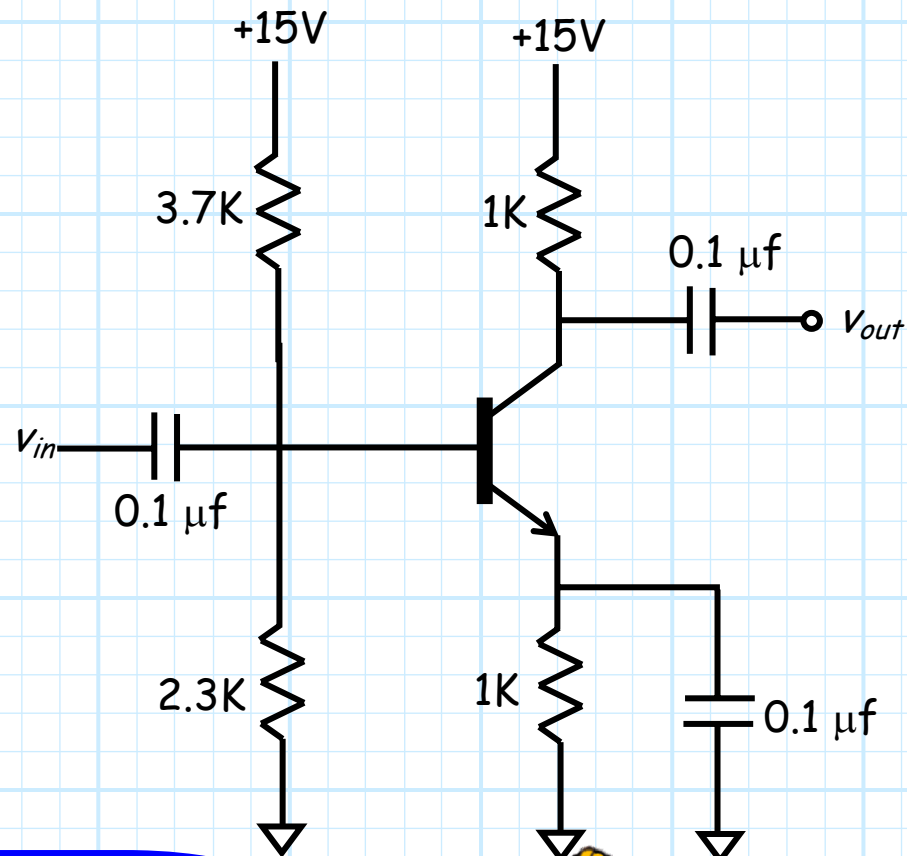 +15V
+15V
3.7K
1K
0.1 μf
vout
vin
0.1 μf
2.3K
1K
0.1 μf